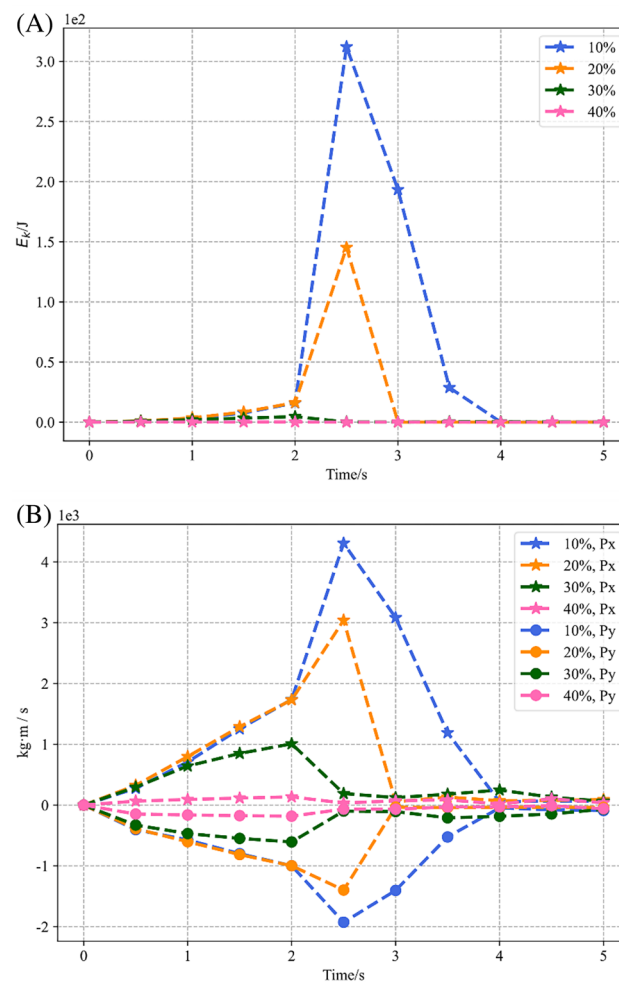 (A)
1e2
3.0
2.5
2.0
1.5
1.0
0.5
0.0
E_k/J
10%
20%
30%
40%
0 1 2 3 4 5
Time/s
(B)
1e3
4
3
2
1
0
-1
-2
kg·m / s
10%, Px
20%, Px
30%, Px
40%, Px
10%, Py
20%, Py
30%, Py
40%, Py
0 1 2 3 4 5
Time/s